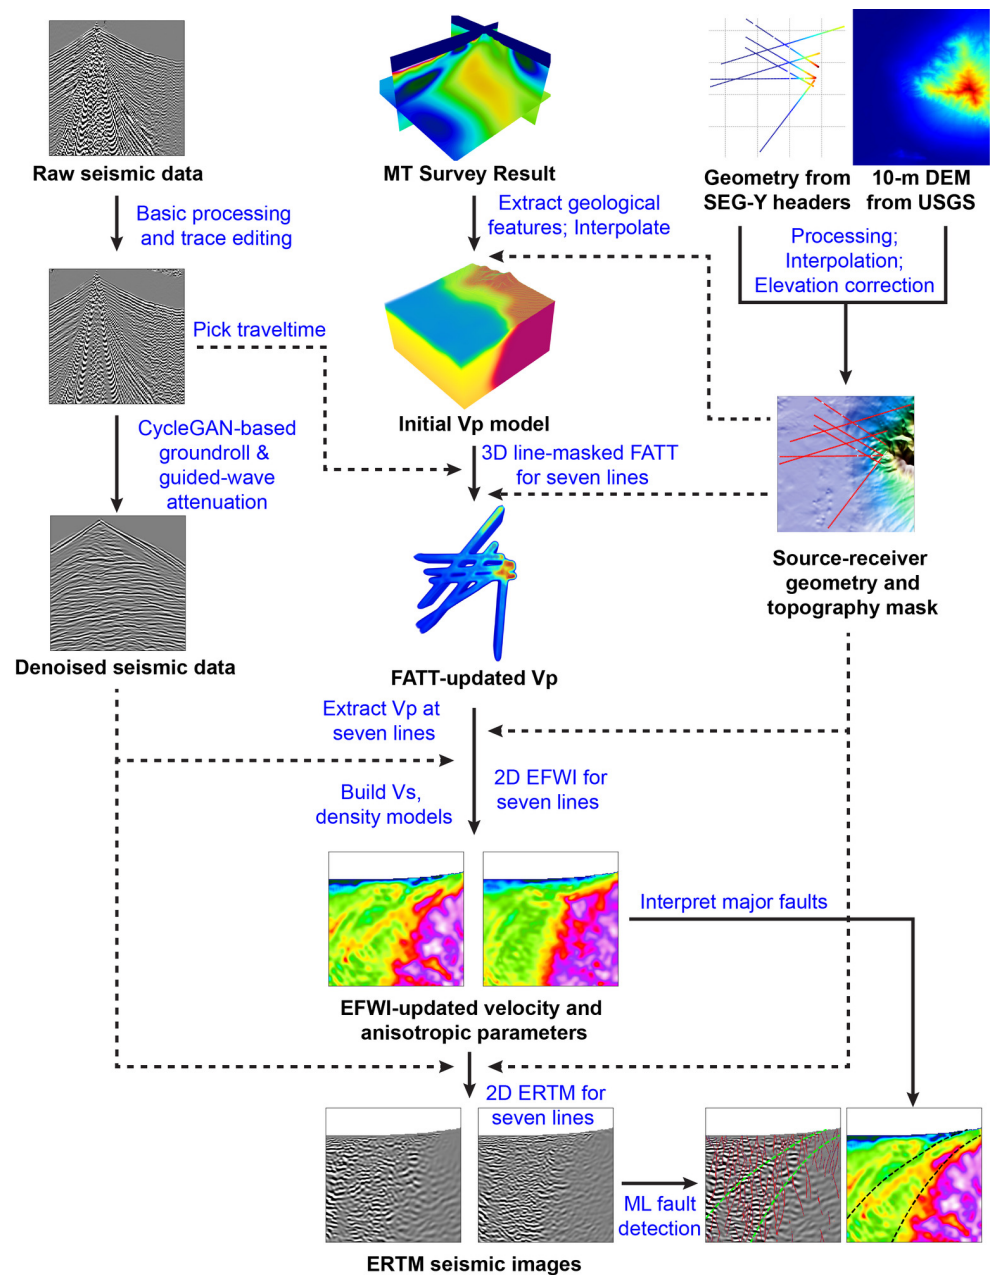 Raw seismic data
MT Survey Result
Geometry from
SEG-Y headers
10-m DEM
from USGS
Basic processing
and trace editing
Extract geological
features; Interpolate
Processing;
Interpolation;
Elevation correction
Pick traveltime
Initial Vp model
CycleGAN-based
groundroll &
guided-wave
attenuation
3D line-masked FATT
for seven lines
Source-receiver
geometry and
topography mask
Denoised seismic data
FATT-updated Vp
Extract Vp at
seven lines
Build Vs,
density models
2D EFWI for
seven lines
Interpret major faults
EFWI-updated velocity and
anisotropic parameters
2D ERTM for
seven lines
ML fault
detection
ERTM seismic images